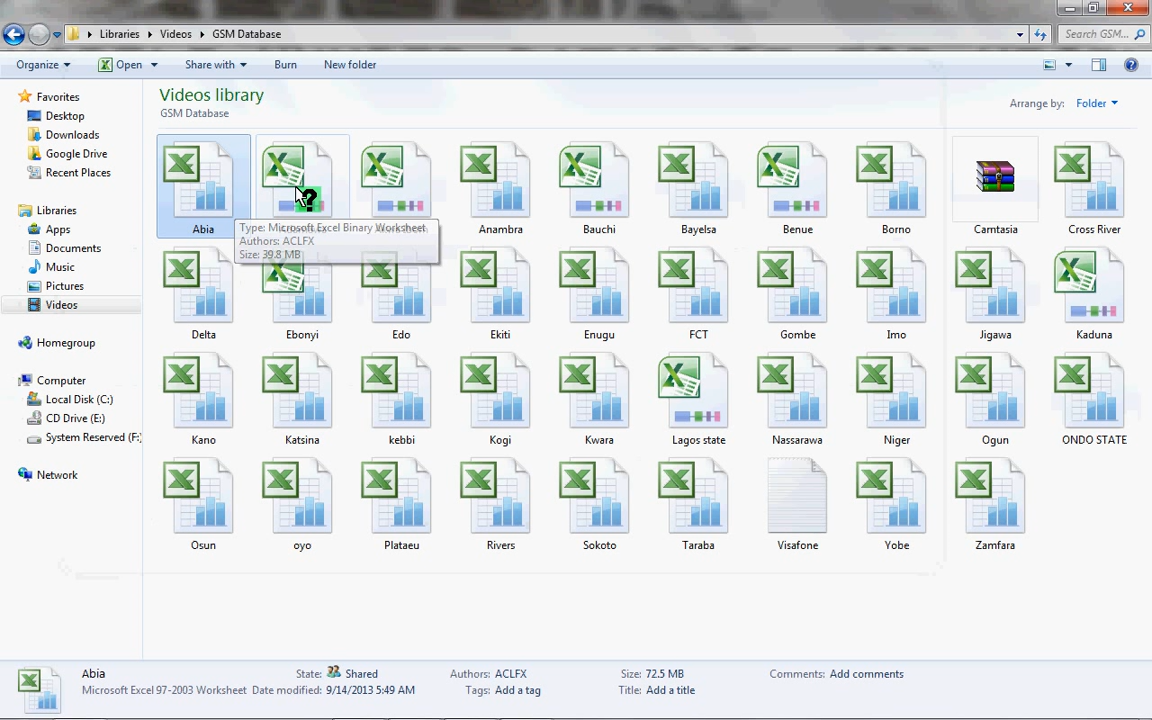 Libraries Videos GSM Database
Search GSM...
Organize Open Share with Burn New folder
Favorites
Desktop
Downloads
Google Drive
Recent Places
Libraries
Apps
Documents
Music
Pictures
Videos
Homegroup
Computer
Local Disk (C:)
CD Drive (E:)
System Reserved (F:)
Network
Videos library
GSM Database
Arrange by: Folder
Abia
Type: Microsoft Excel Binary Worksheet
Authors: ACLFX
Size: 39.8 MB
Anambra Bauchi Bayelsa Benue Borno Camtasia Cross River
Delta Ebonyi Edo Ekiti Enugu FCT Gombe Imo Jigawa Kaduna
Kano Katsina kebbi Kogi Kwara Lagos state Nassarawa Niger Ogun ONDO STATE
Osun oyo Plataeu Rivers Sokoto Taraba Visafone Yobe Zamfara
Abia State: Shared Authors: ACLFX Size: 72.5 MB Comments: Add comments
Microsoft Excel 97-2003 Worksheet Date modified: 9/14/2013 5:49 AM Tags: Add a tag Title: Add a title